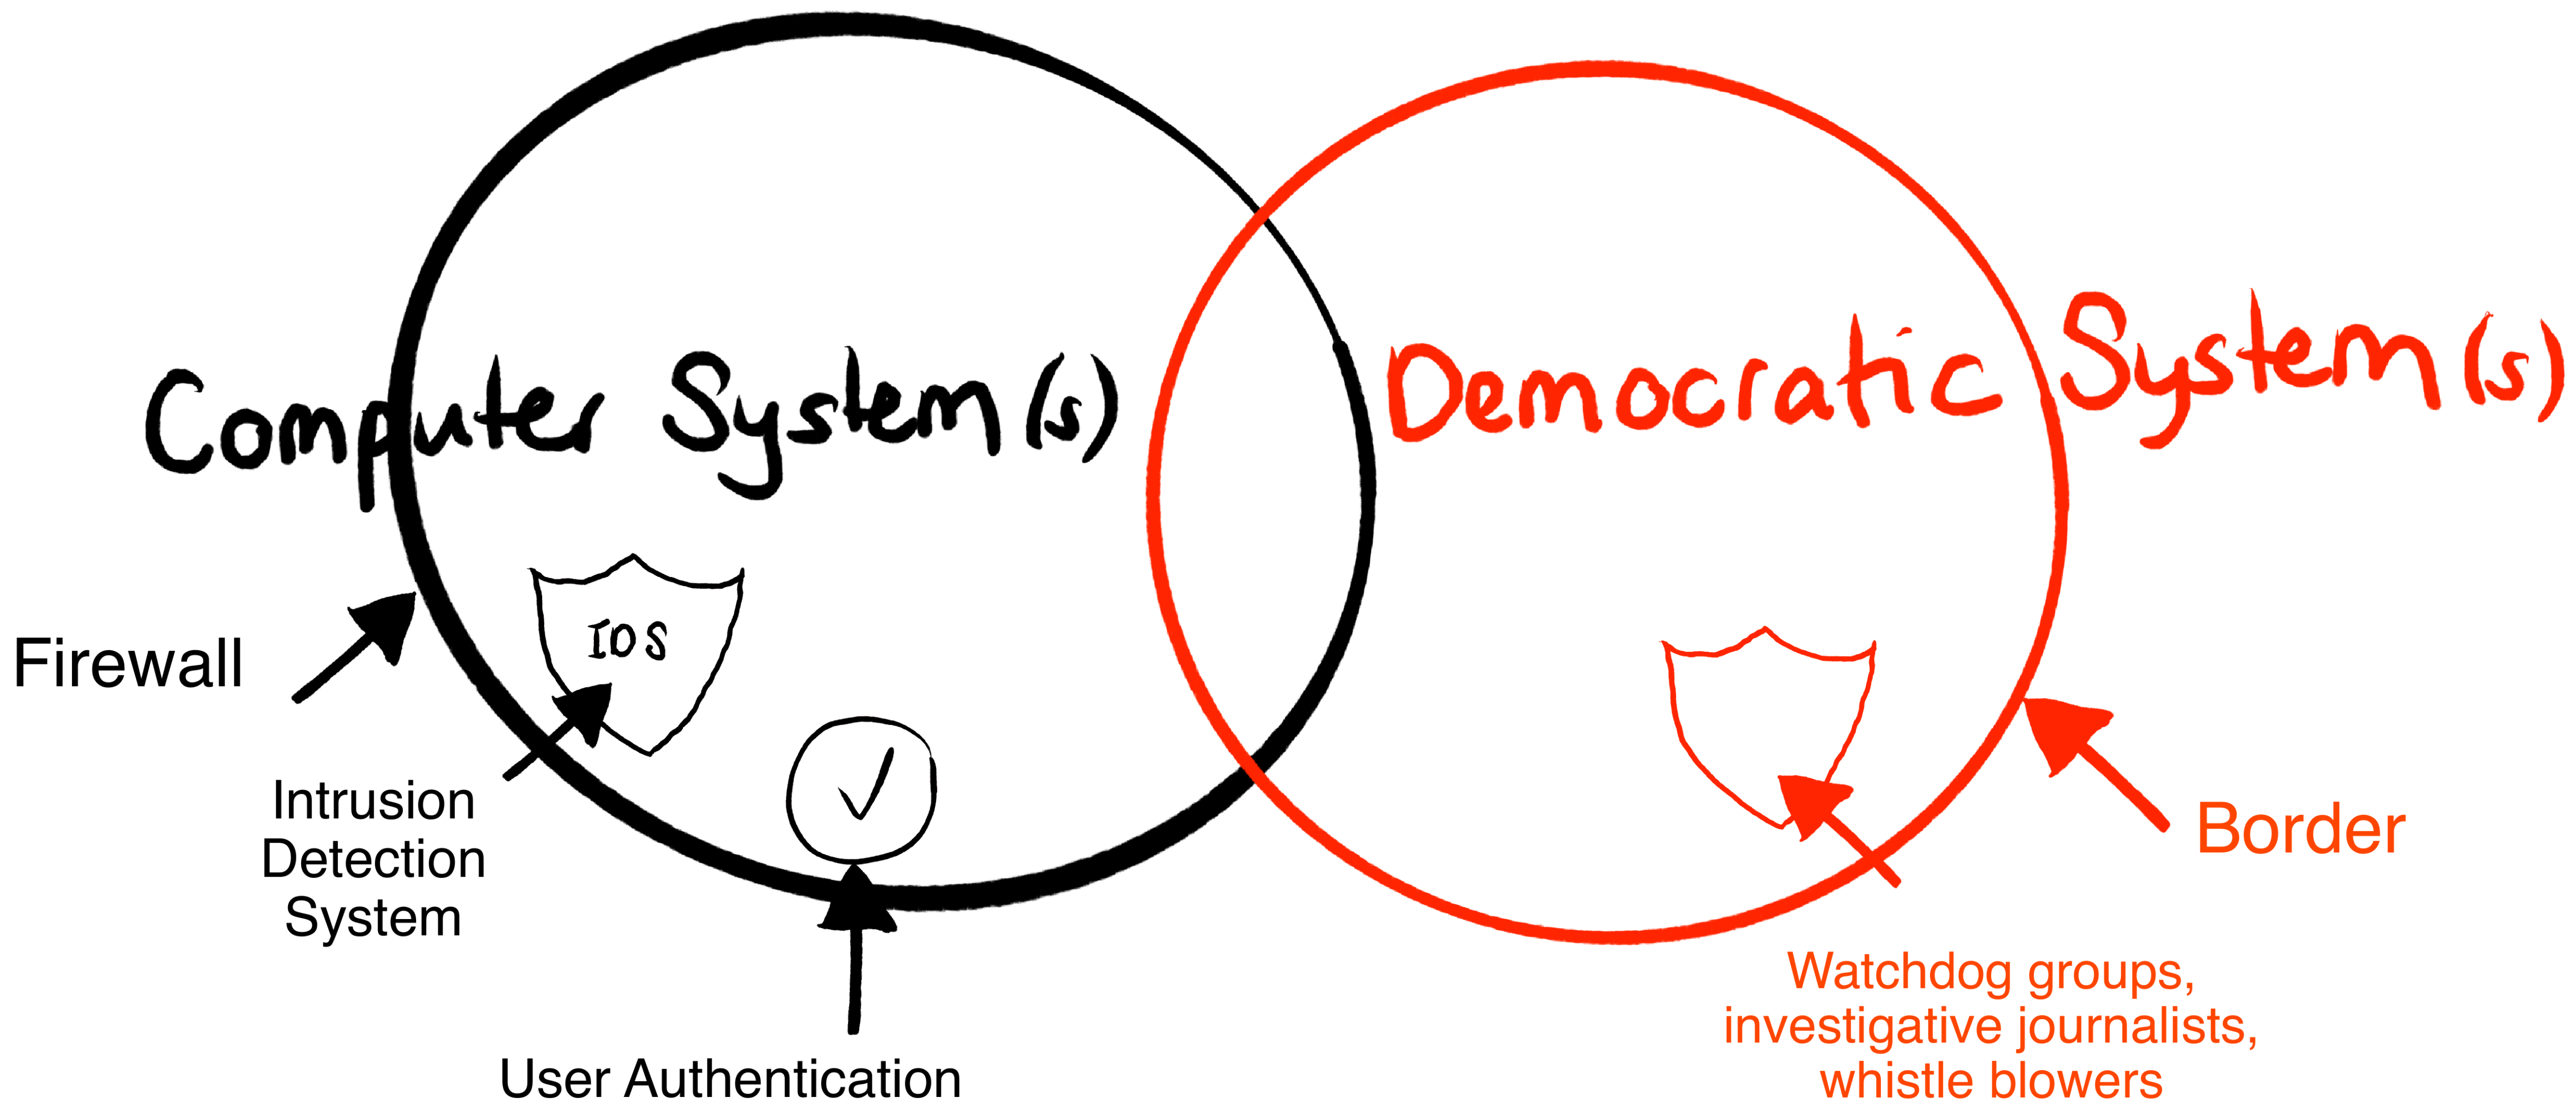 Computer System(s)
Democratic System(s)
Firewall
IDS
Intrusion
Detection
System
User Authentication
Border
Watchdog groups,
investigative journalists,
whistle blowers